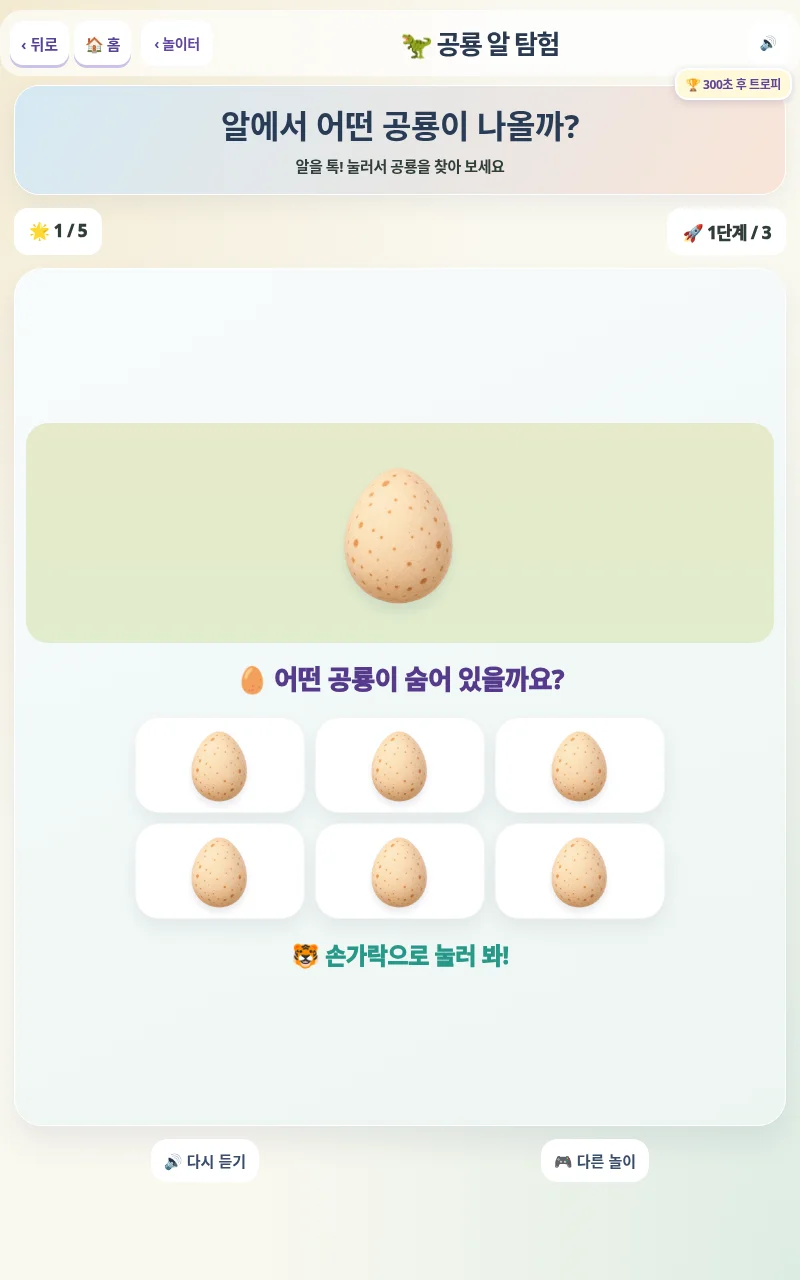 ‹ 뒤로
🏠 홈
‹ 놀이터
🦖 공룡 알 탐험
🏆 300초 후 트로피
알에서 어떤 공룡이 나올까?
알을 톡! 눌러서 공룡을 찾아 보세요
🌟 1 / 5
🚀 1단계 / 3
🥚 어떤 공룡이 숨어 있을까요?
🐯 손가락으로 눌러 봐!
🔊 다시 듣기
🎮 다른 놀이